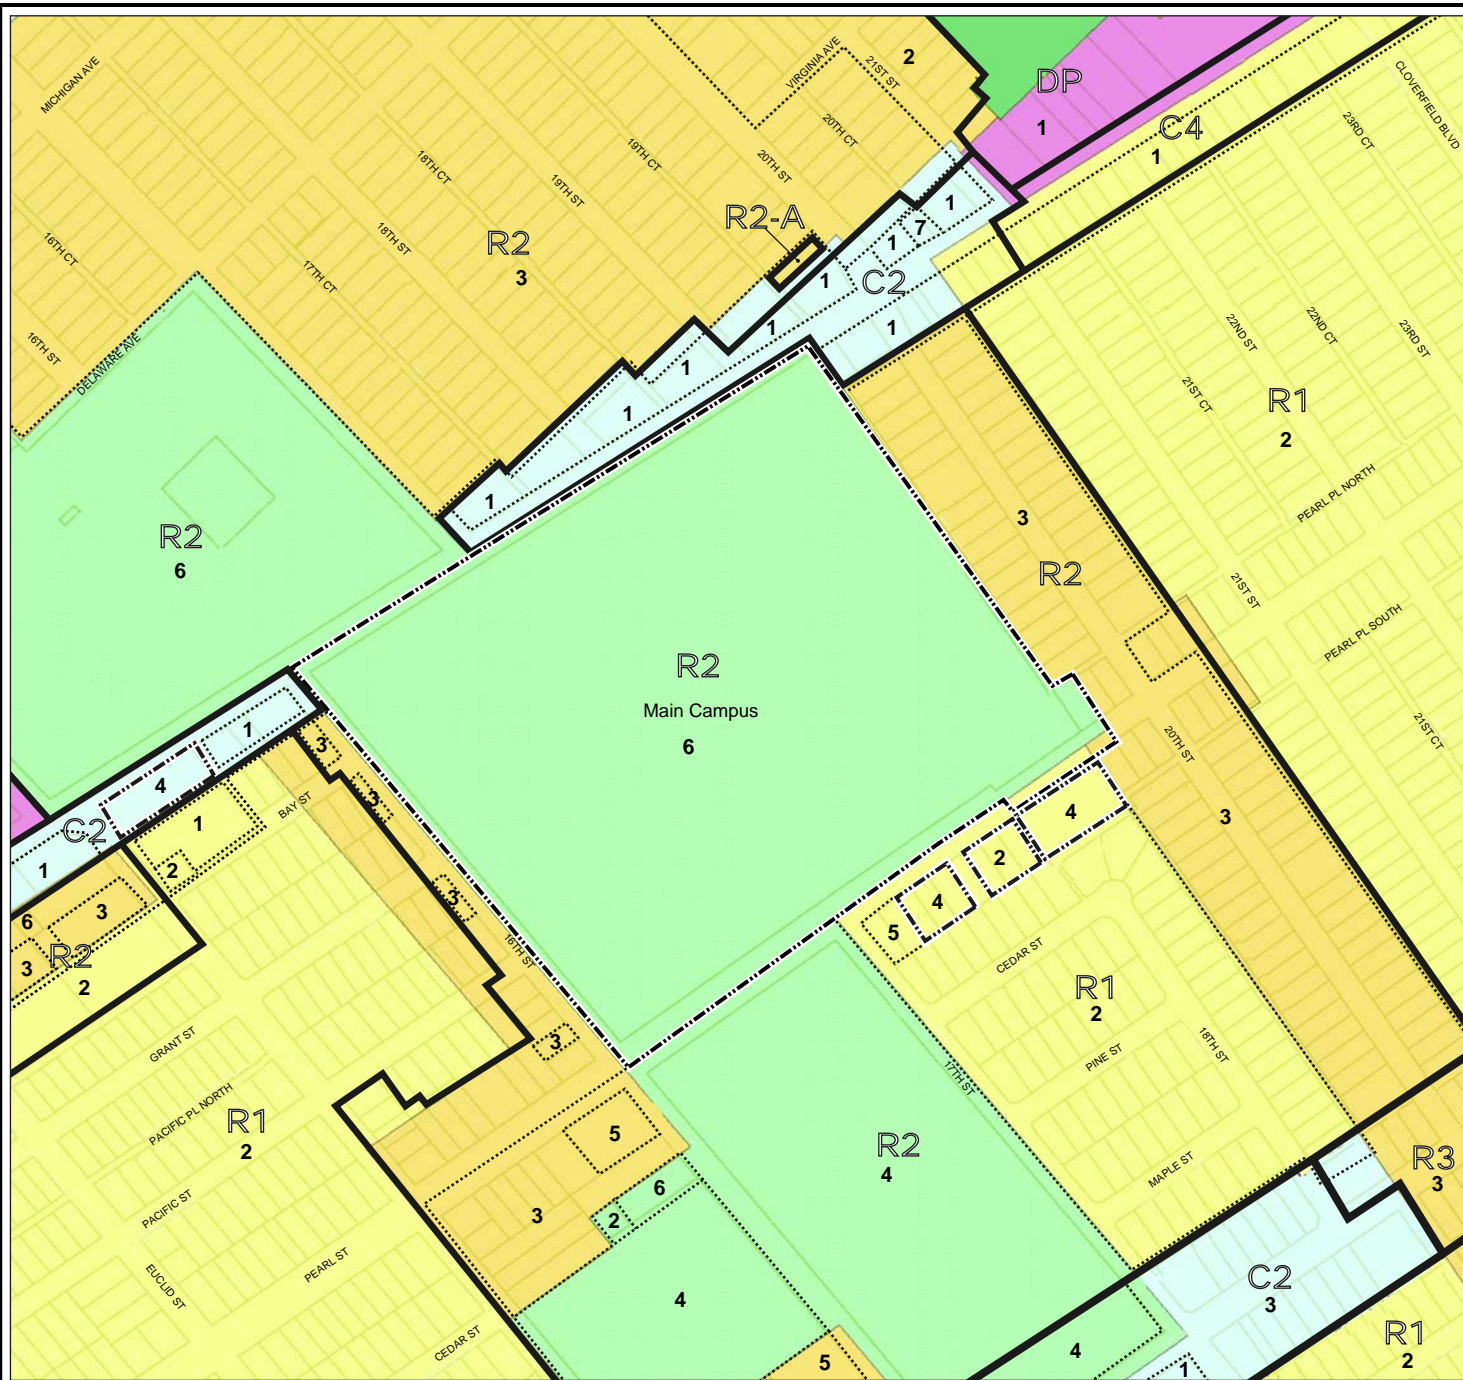 MICHIGAN AVE
VIRGINIA AVE
21ST ST
2
DP
1
C4
1
CLOVERFIELD BLVD
23RD CT
20TH CT
19TH CT
20TH ST
18TH CT
19TH ST
R2-A
1
7
1
16TH CT
18TH ST
R2
3
17TH CT
C2
1
1
1
16TH ST
DELAWARE AVE
22ND ST
22ND CT
23RD ST
1
21ST CT
R1
2
1
1
PEARL PL NORTH
3
R2
6
R2
21ST ST
PEARL PL SOUTH
R2
Main Campus
6
1
3
20TH ST
21ST CT
4
3
BAY ST
C2
1
1
2
4
3
2
3
3
4
6
R2
3
2
5
16TH ST
CEDAR ST
R1
2
GRANT ST
3
PINE ST
18TH ST
17TH ST
PACIFIC PL NORTH
R1
2
5
R2
4
R3
3
MAPLE ST
6
PACIFIC ST
3
2
PEARL ST
EUCLID ST
C2
3
4
R1
2
CEDAR ST
4
5
1